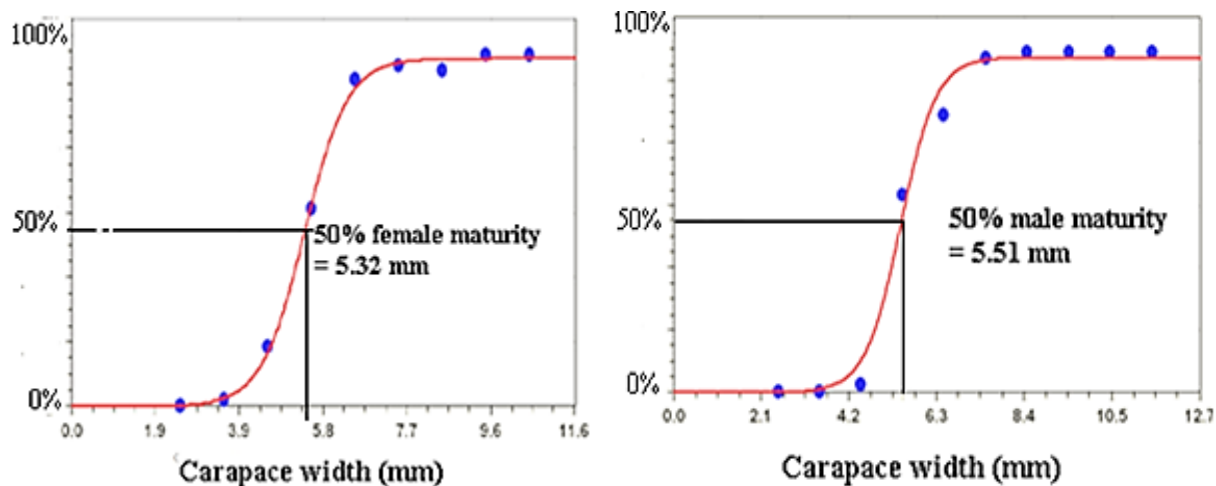 100%
50%
0%
50% female maturity
= 5.32 mm
0.0 1.9 3.9 5.8 7.7 9.6 11.6
Carapace width (mm)
100%
50%
0%
50% male maturity
= 5.51 mm
0.0 2.1 4.2 6.3 8.4 10.5 12.7
Carapace width (mm)